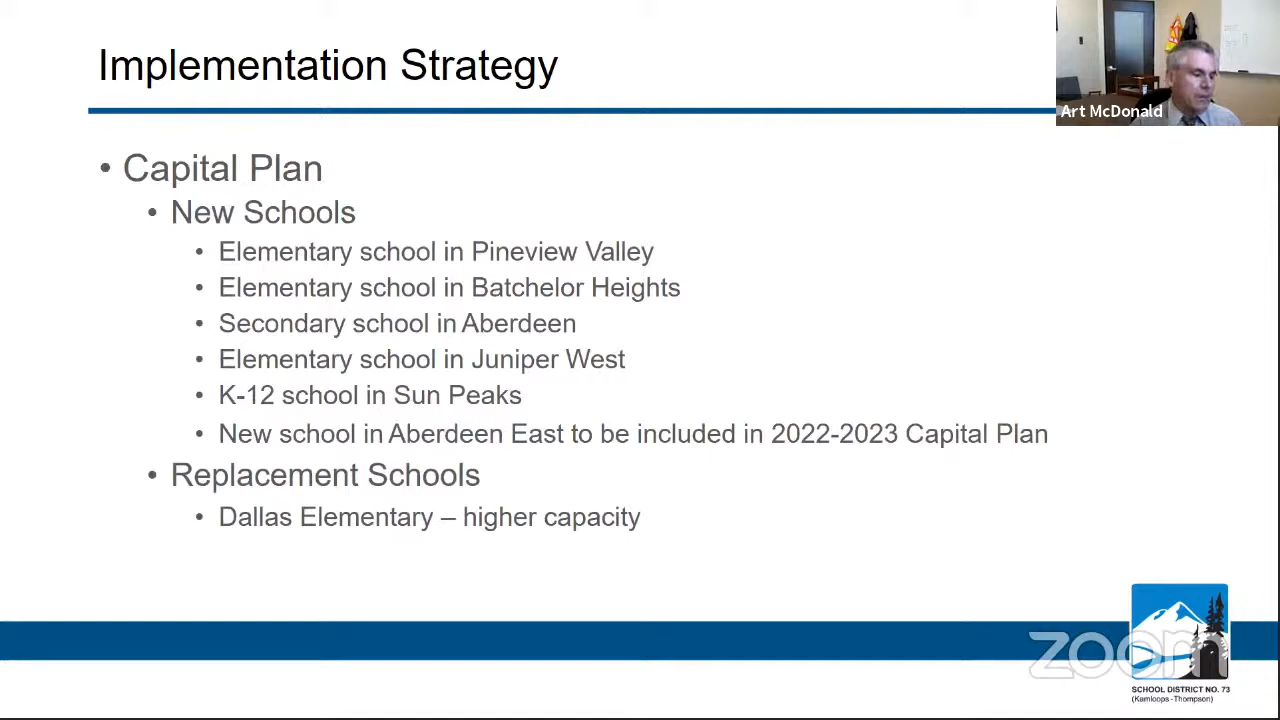 Implementation Strategy
Art McDonald
• Capital Plan
• New Schools
• Elementary school in Pineview Valley
• Elementary school in Batchelor Heights
• Secondary school in Aberdeen
• Elementary school in Juniper West
• K-12 school in Sun Peaks
• New school in Aberdeen East to be included in 2022-2023 Capital Plan
• Replacement Schools
• Dallas Elementary – higher capacity
zoom
SCHOOL DISTRICT NO. 73
(Kamloops - Thompson)